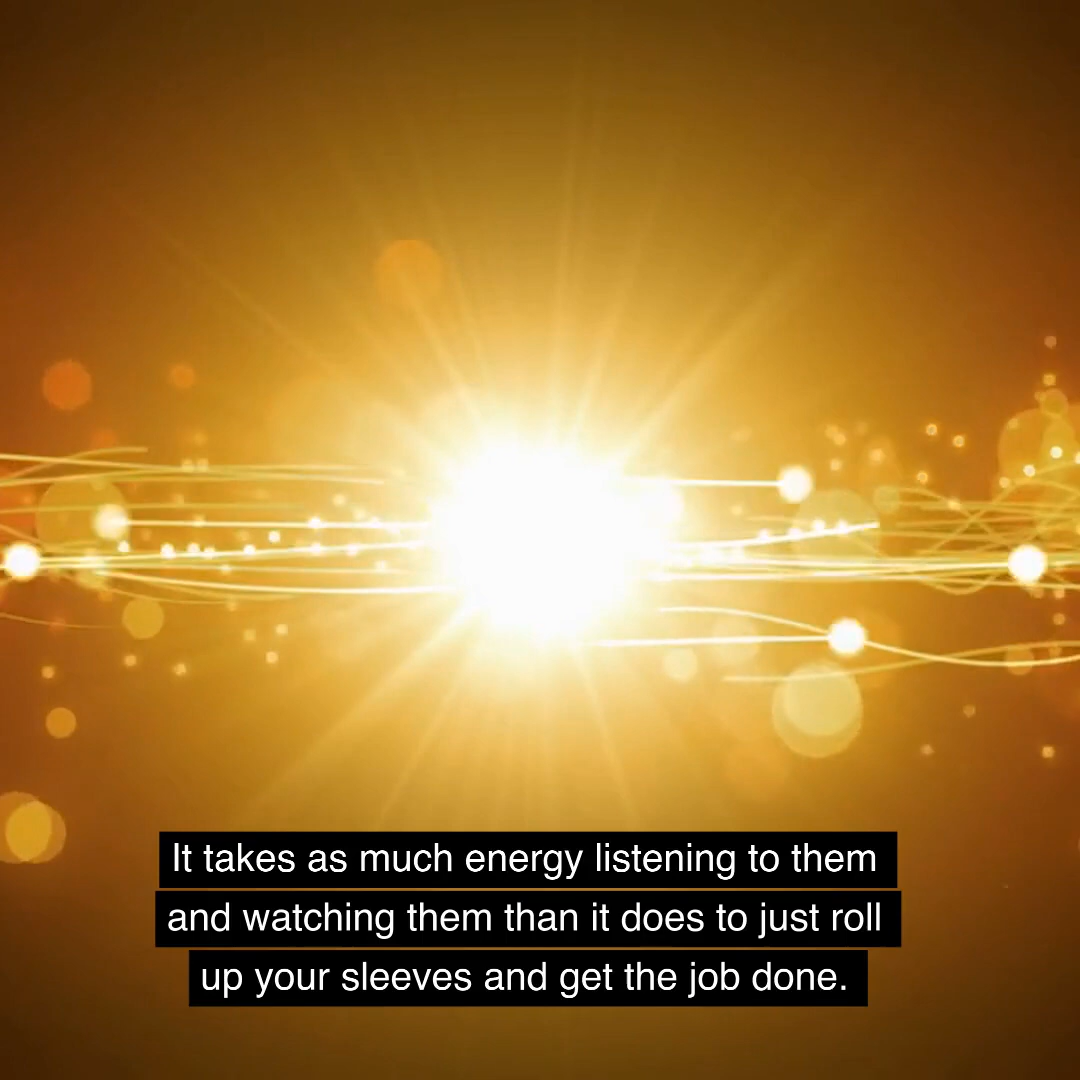 It takes as much energy listening to them
and watching them than it does to just roll
up your sleeves and get the job done.